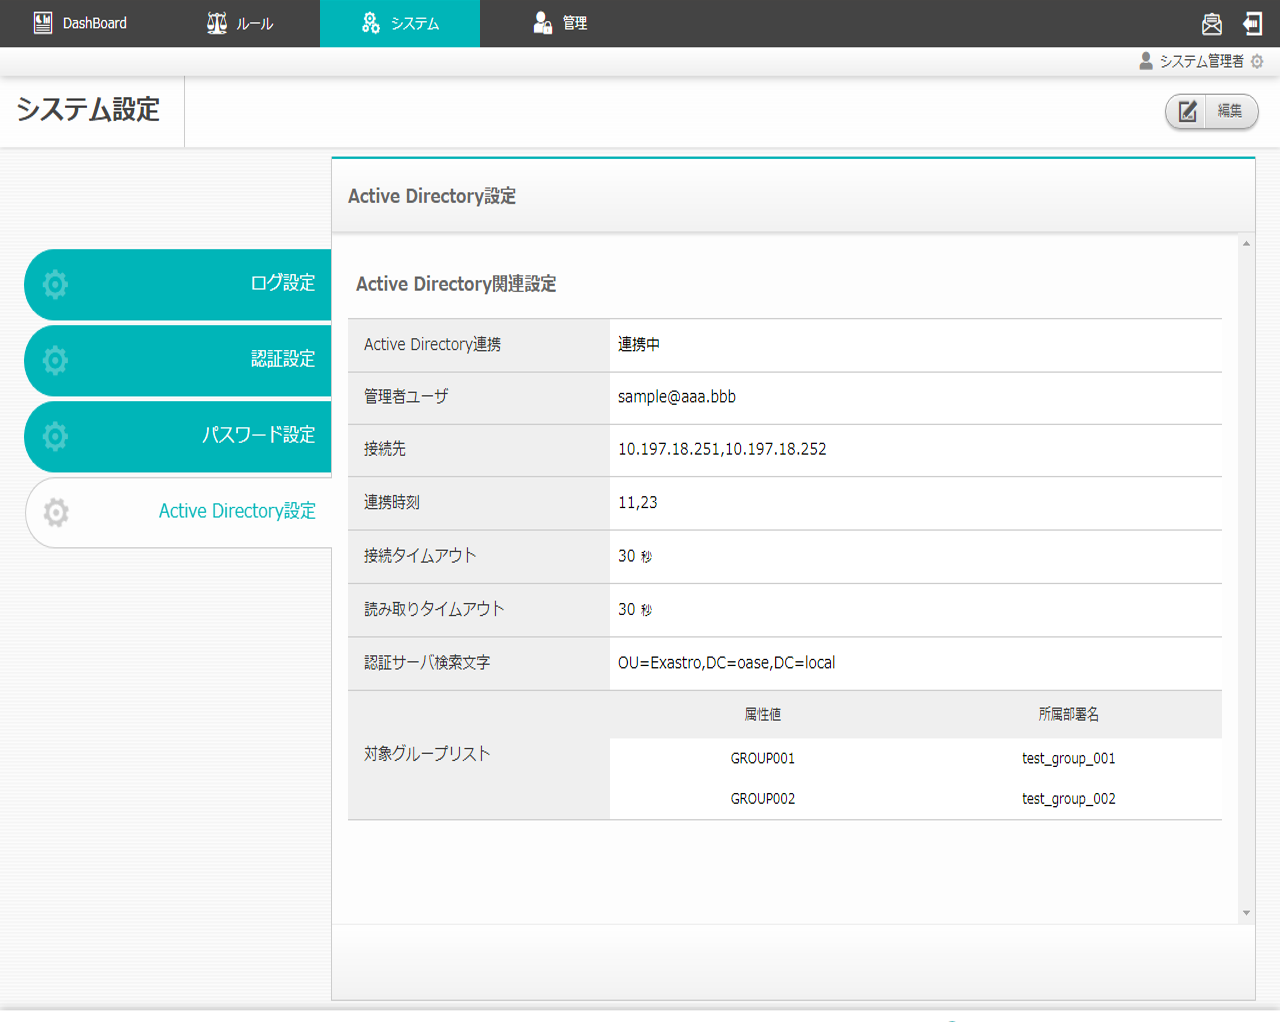 DashBoard ルール システム 管理
システム管理者
システム設定
編集
Active Directory設定
ログ設定
認証設定
パスワード設定
Active Directory設定
Active Directory関連設定
Active Directory連携 連携中
管理者ユーザ sample@aaa.bbb
接続先 10.197.18.251,10.197.18.252
連携時刻 11,23
接続タイムアウト 30 秒
読み取りタイムアウト 30 秒
認証サーバ検索文字 OU=Exastro,DC=oase,DC=local
対象グループリスト
属性値 所属部署名
GROUP001 test_group_001
GROUP002 test_group_002